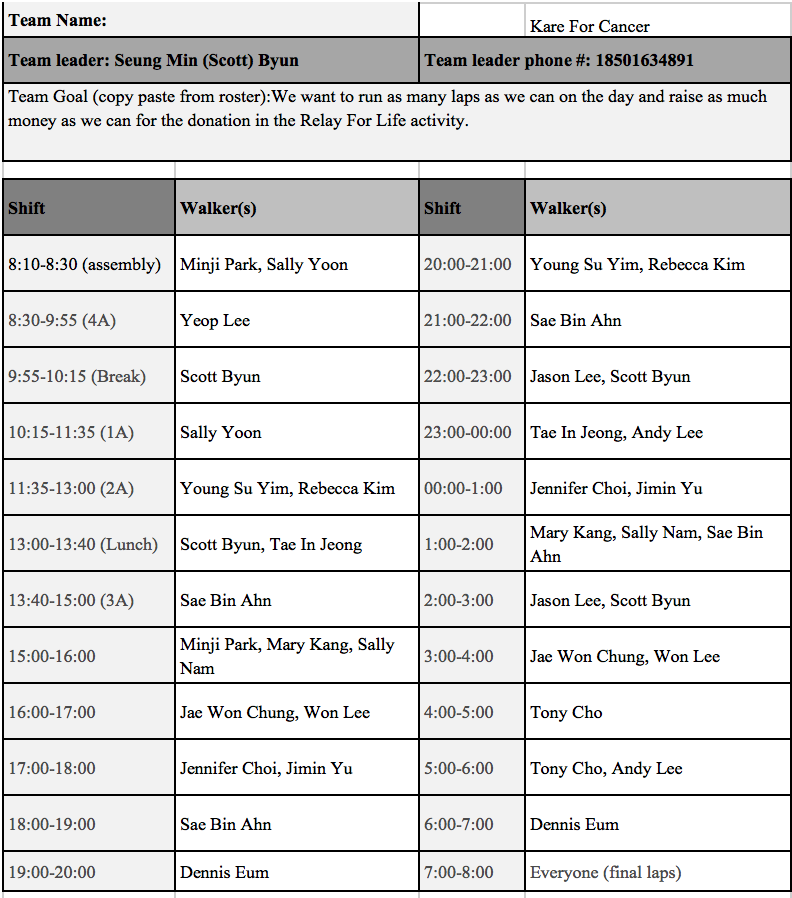 Team Name:
Kare For Cancer
Team leader: Seung Min (Scott) Byun
Team leader phone #: 18501634891
Team Goal (copy paste from roster):We want to run as many laps as we can on the day and raise as much
money as we can for the donation in the Relay For Life activity.
Shift
Walker(s)
Shift
Walker(s)
8:10-8:30 (assembly)
Minji Park, Sally Yoon
20:00-21:00
Young Su Yim, Rebecca Kim
8:30-9:55 (4A)
Yeop Lee
21:00-22:00
Sae Bin Ahn
9:55-10:15 (Break)
Scott Byun
22:00-23:00
Jason Lee, Scott Byun
10:15-11:35 (1A)
Sally Yoon
23:00-00:00
Tae In Jeong, Andy Lee
11:35-13:00 (2A)
Young Su Yim, Rebecca Kim
00:00-1:00
Jennifer Choi, Jimin Yu
13:00-13:40 (Lunch)
Scott Byun, Tae In Jeong
1:00-2:00
Mary Kang, Sally Nam, Sae Bin
Ahn
13:40-15:00 (3A)
Sae Bin Ahn
2:00-3:00
Jason Lee, Scott Byun
15:00-16:00
Minji Park, Mary Kang, Sally
Nam
3:00-4:00
Jae Won Chung, Won Lee
16:00-17:00
Jae Won Chung, Won Lee
4:00-5:00
Tony Cho
17:00-18:00
Jennifer Choi, Jimin Yu
5:00-6:00
Tony Cho, Andy Lee
18:00-19:00
Sae Bin Ahn
6:00-7:00
Dennis Eum
19:00-20:00
Dennis Eum
7:00-8:00
Everyone (final laps)